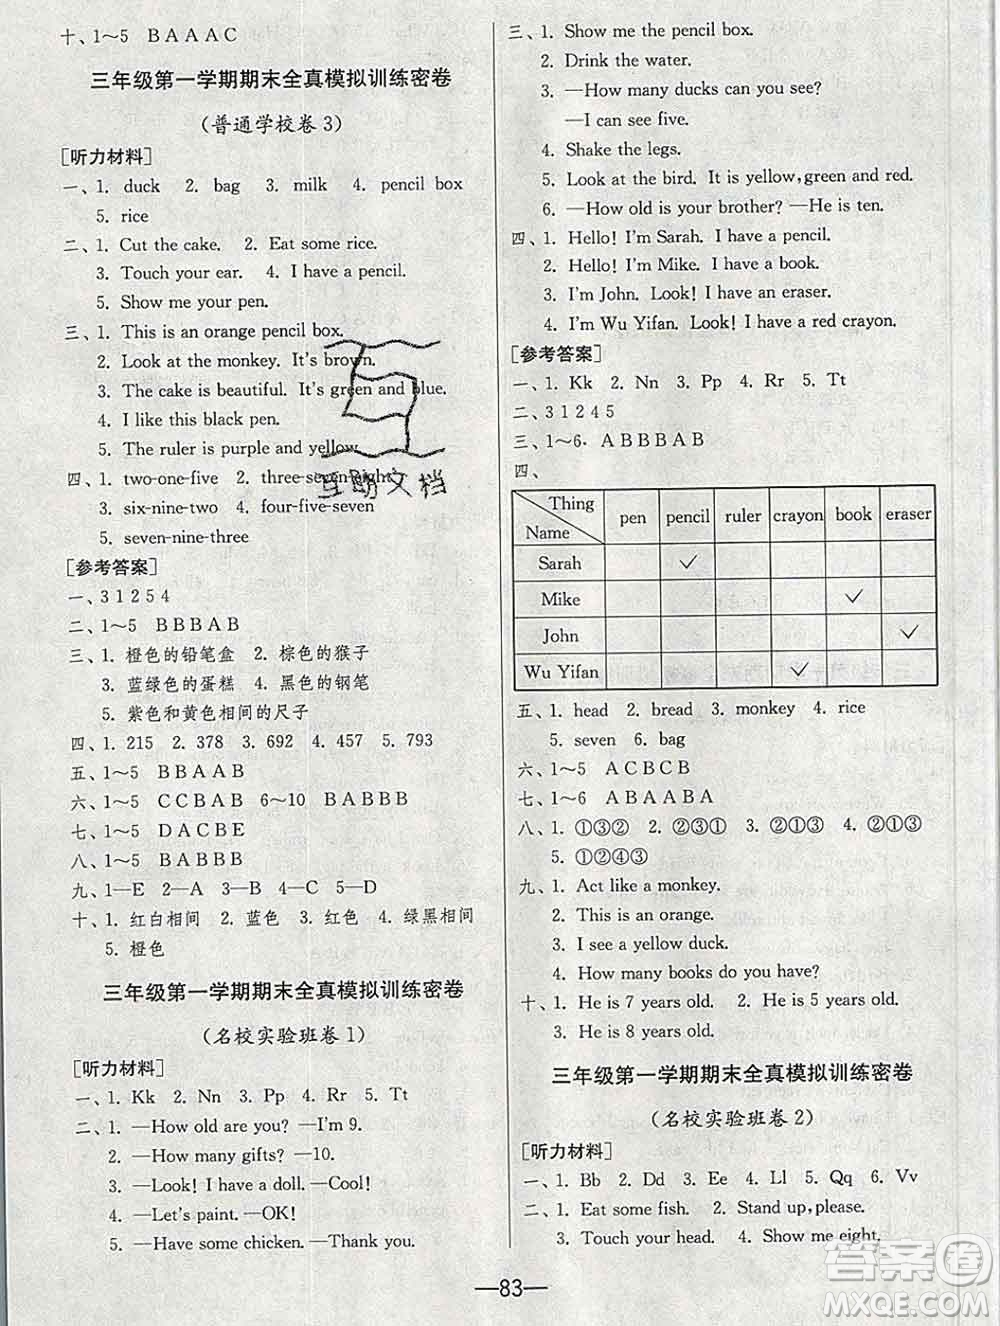 十、1～5 B A A A C
三年级第一学期期末全真模拟训练密卷
(普通学校卷 3)
[听力材料]
一、1. duck 2. bag 3. milk 4. pencil box
5. rice
二、1. Cut the cake. 2. Eat some rice.
3. Touch your ear. 4. I have a pencil.
5. Show me your pen.
三、1. This is an orange pencil box.
2. Look at the monkey. It's brown.
3. The cake is beautiful. It's green and blue.
4. I like this black pen.
5. The ruler is purple and yellow.
四、1. two-one-five 2. three-seven-eight
3. six-nine-two 4. four-five-seven
5. seven-nine-three
[参考答案]
一、3 1 2 5 4
二、1～5 B B B A B
三、1. 橙色的铅笔盒 2. 棕色的猴子
3. 蓝绿色的蛋糕 4. 黑色的钢笔
5. 紫色和黄色相间的尺子
四、1. 215 2. 378 3. 692 4. 457 5. 793
五、1～5 B B A A B
六、1～5 C C B A B 6～10 B A B B B
七、1～5 D A C B E
八、1～5 B A B B B
九、1—E 2—A 3—B 4—C 5—D
十、1. 红白相间 2. 蓝色 3. 红色 4. 绿黑相间
5. 橙色
三年级第一学期期末全真模拟训练密卷
(名校实验班卷 1)
[听力材料]
一、1. Kk 2. Nn 3. Pp 4. Rr 5. Tt
二、1. —How old are you? —I'm 9.
2. —How many gifts? —10.
3. —Look! I have a doll. —Cool!
4. —Let's paint. —OK!
5. —Have some chicken. —Thank you.
三、1. Show me the pencil box.
2. Drink the water.
3. —How many ducks can you see?
—I can see five.
4. Shake the legs.
5. Look at the bird. It is yellow, green and red.
6. —How old is your brother? —He is ten.
四、1. Hello! I'm Sarah. I have a pencil.
2. Hello! I'm Mike. I have a book.
3. I'm John. Look! I have an eraser.
4. I'm Wu Yifan. Look! I have a red crayon.
[参考答案]
一、1. Kk 2. Nn 3. Pp 4. Rr 5. Tt
二、3 1 2 4 5
三、1～6. A B B B A B
四、
Thing Name pen pencil ruler crayon book eraser
Sarah ✓
Mike ✓
John ✓
Wu Yifan ✓
五、1. head 2. bread 3. monkey 4. rice
5. seven 6. bag
六、1～5 A C B C B
七、1～6 A B A A B A
八、1. ①③② 2. ②③① 3. ②①③ 4. ②①③
5. ①②④③
九、1. Act like a monkey.
2. This is an orange.
3. I see a yellow duck.
4. How many books do you have?
十、1. He is 7 years old. 2. He is 5 years old.
3. He is 8 years old.
三年级第一学期期末全真模拟训练密卷
(名校实验班卷 2)
[听力材料]
一、1. Bb 2. Dd 3. Ee 4. Ll 5. Qq 6. Vv
二、1. Eat some fish. 2. Stand up, please.
3. Touch your head. 4. Show me eight.
—83—
互助文档
答案圈
MXQE.COM